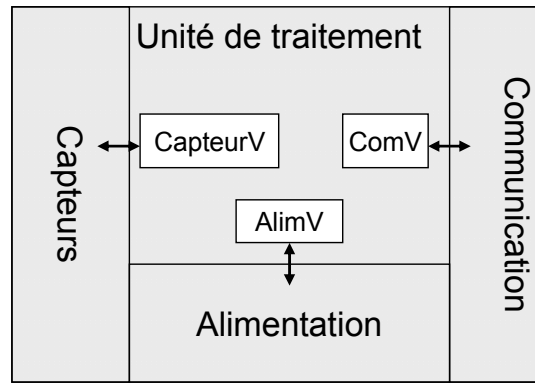 Unité de traitement
Capteurs
CapteurV
ComV
Communication
AlimV
Alimentation